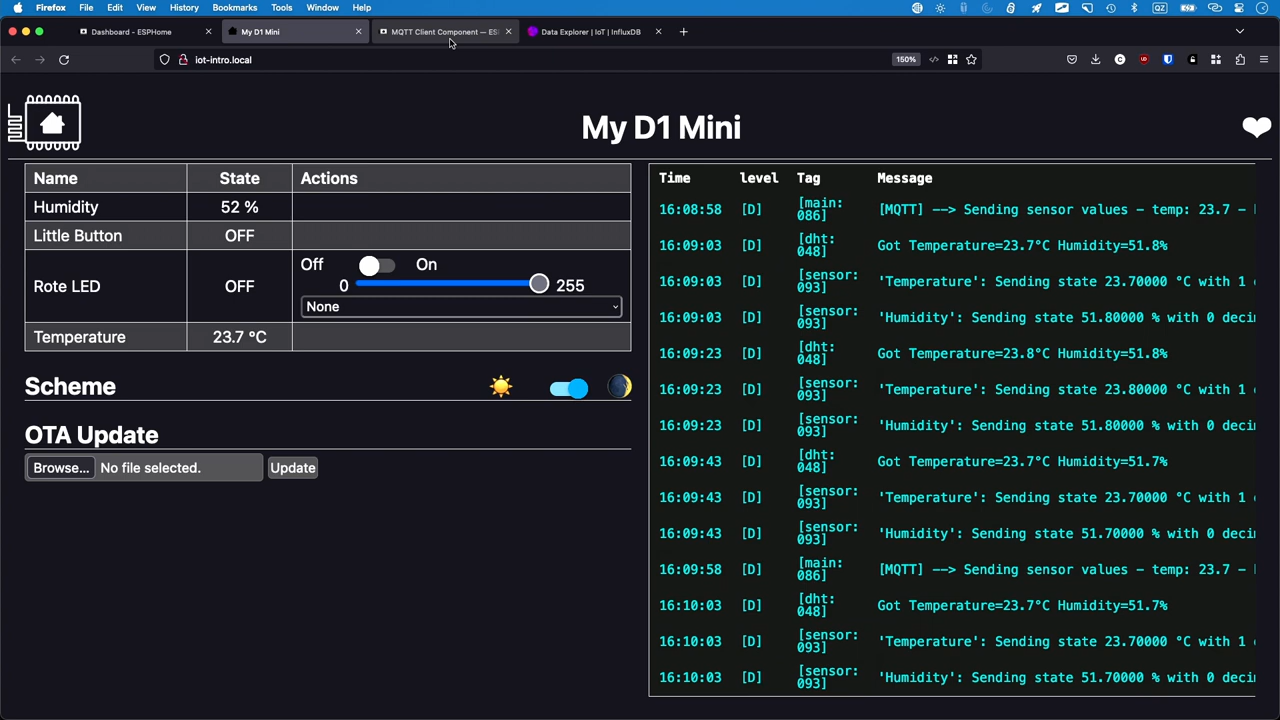 Firefox File Edit View History Bookmarks Tools Window Help
Dashboard - ESPHome
My D1 Mini
MQTT Client Component — ES
Data Explorer | IoT | InfluxDB
iot-intro.local
150%
My D1 Mini
Name State Actions
Humidity 52 %
Little Button OFF
Rote LED OFF
Off On
0 255
None
Temperature 23.7 °C
Scheme
OTA Update
Browse... No file selected. Update
Time level Tag Message
16:08:58 [D] [main:086] [MQTT] --> Sending sensor values - temp: 23.7 -
16:09:03 [D] [dht:048] Got Temperature=23.7°C Humidity=51.8%
16:09:03 [D] [sensor:093] 'Temperature': Sending state 23.70000 °C with 1
16:09:03 [D] [sensor:093] 'Humidity': Sending state 51.80000 % with 0 deci
16:09:23 [D] [dht:048] Got Temperature=23.8°C Humidity=51.8%
16:09:23 [D] [sensor:093] 'Temperature': Sending state 23.80000 °C with 1
16:09:23 [D] [sensor:093] 'Humidity': Sending state 51.80000 % with 0 deci
16:09:43 [D] [dht:048] Got Temperature=23.7°C Humidity=51.7%
16:09:43 [D] [sensor:093] 'Temperature': Sending state 23.70000 °C with 1
16:09:43 [D] [sensor:093] 'Humidity': Sending state 51.70000 % with 0 deci
16:09:58 [D] [main:086] [MQTT] --> Sending sensor values - temp: 23.7 -
16:10:03 [D] [dht:048] Got Temperature=23.7°C Humidity=51.7%
16:10:03 [D] [sensor:093] 'Temperature': Sending state 23.70000 °C with 1
16:10:03 [D] [sensor:093] 'Humidity': Sending state 51.70000 % with 0 deci